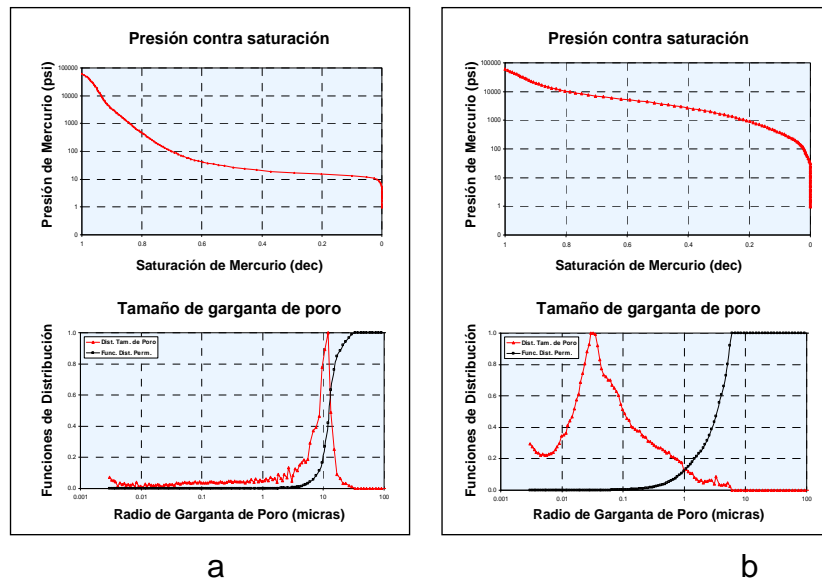 Presión contra saturación
Presión de Mercurio (psi)
100000
10000
1000
100
10
1
0
1 0.8 0.6 0.4 0.2 0
Saturación de Mercurio (dec)
Tamaño de garganta de poro
Funciones de Distribución
1.0
0.8
0.6
0.4
0.2
0.0
Dist. Tam. de Poro
Func. Dist. Perm.
0.001 0.01 0.1 1 10 100
Radio de Garganta de Poro (micras)
a
Presión contra saturación
Presión de Mercurio (psi)
100000
10000
1000
100
10
1
0
1 0.8 0.6 0.4 0.2 0
Saturación de Mercurio (dec)
Tamaño de garganta de poro
Funciones de Distribución
1.0
0.8
0.6
0.4
0.2
0.0
Dist. Tam. de Poro
Func. Dist. Perm.
0.001 0.01 0.1 1 10 100
Radio de Garganta de Poro (micras)
b